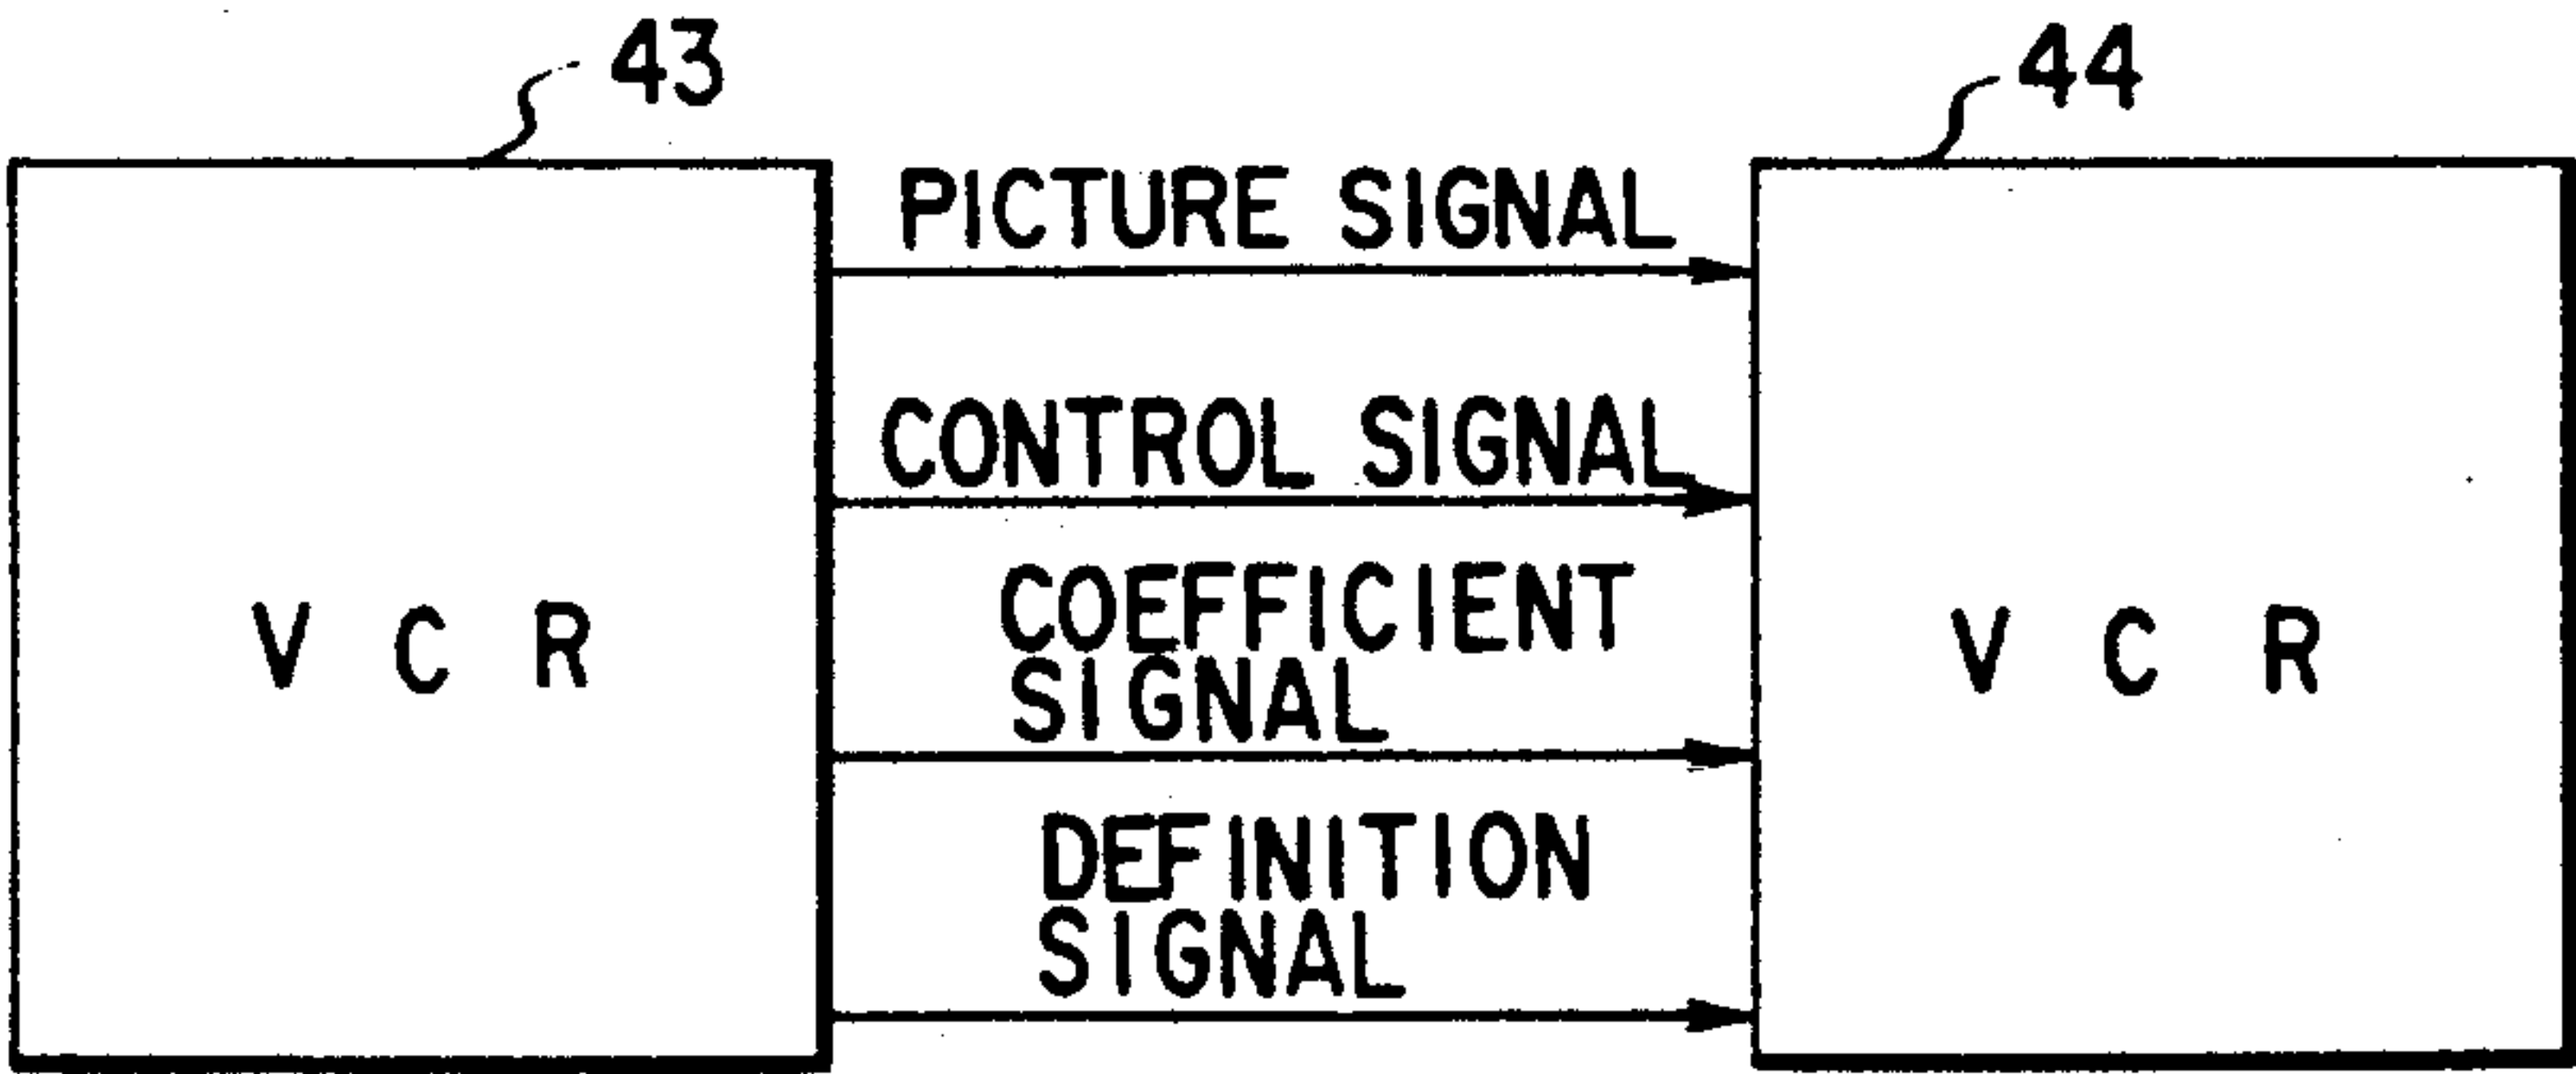 43
44
PICTURE SIGNAL
CONTROL SIGNAL
COEFFICIENT
SIGNAL
V C R
V C R
DEFINITION
SIGNAL